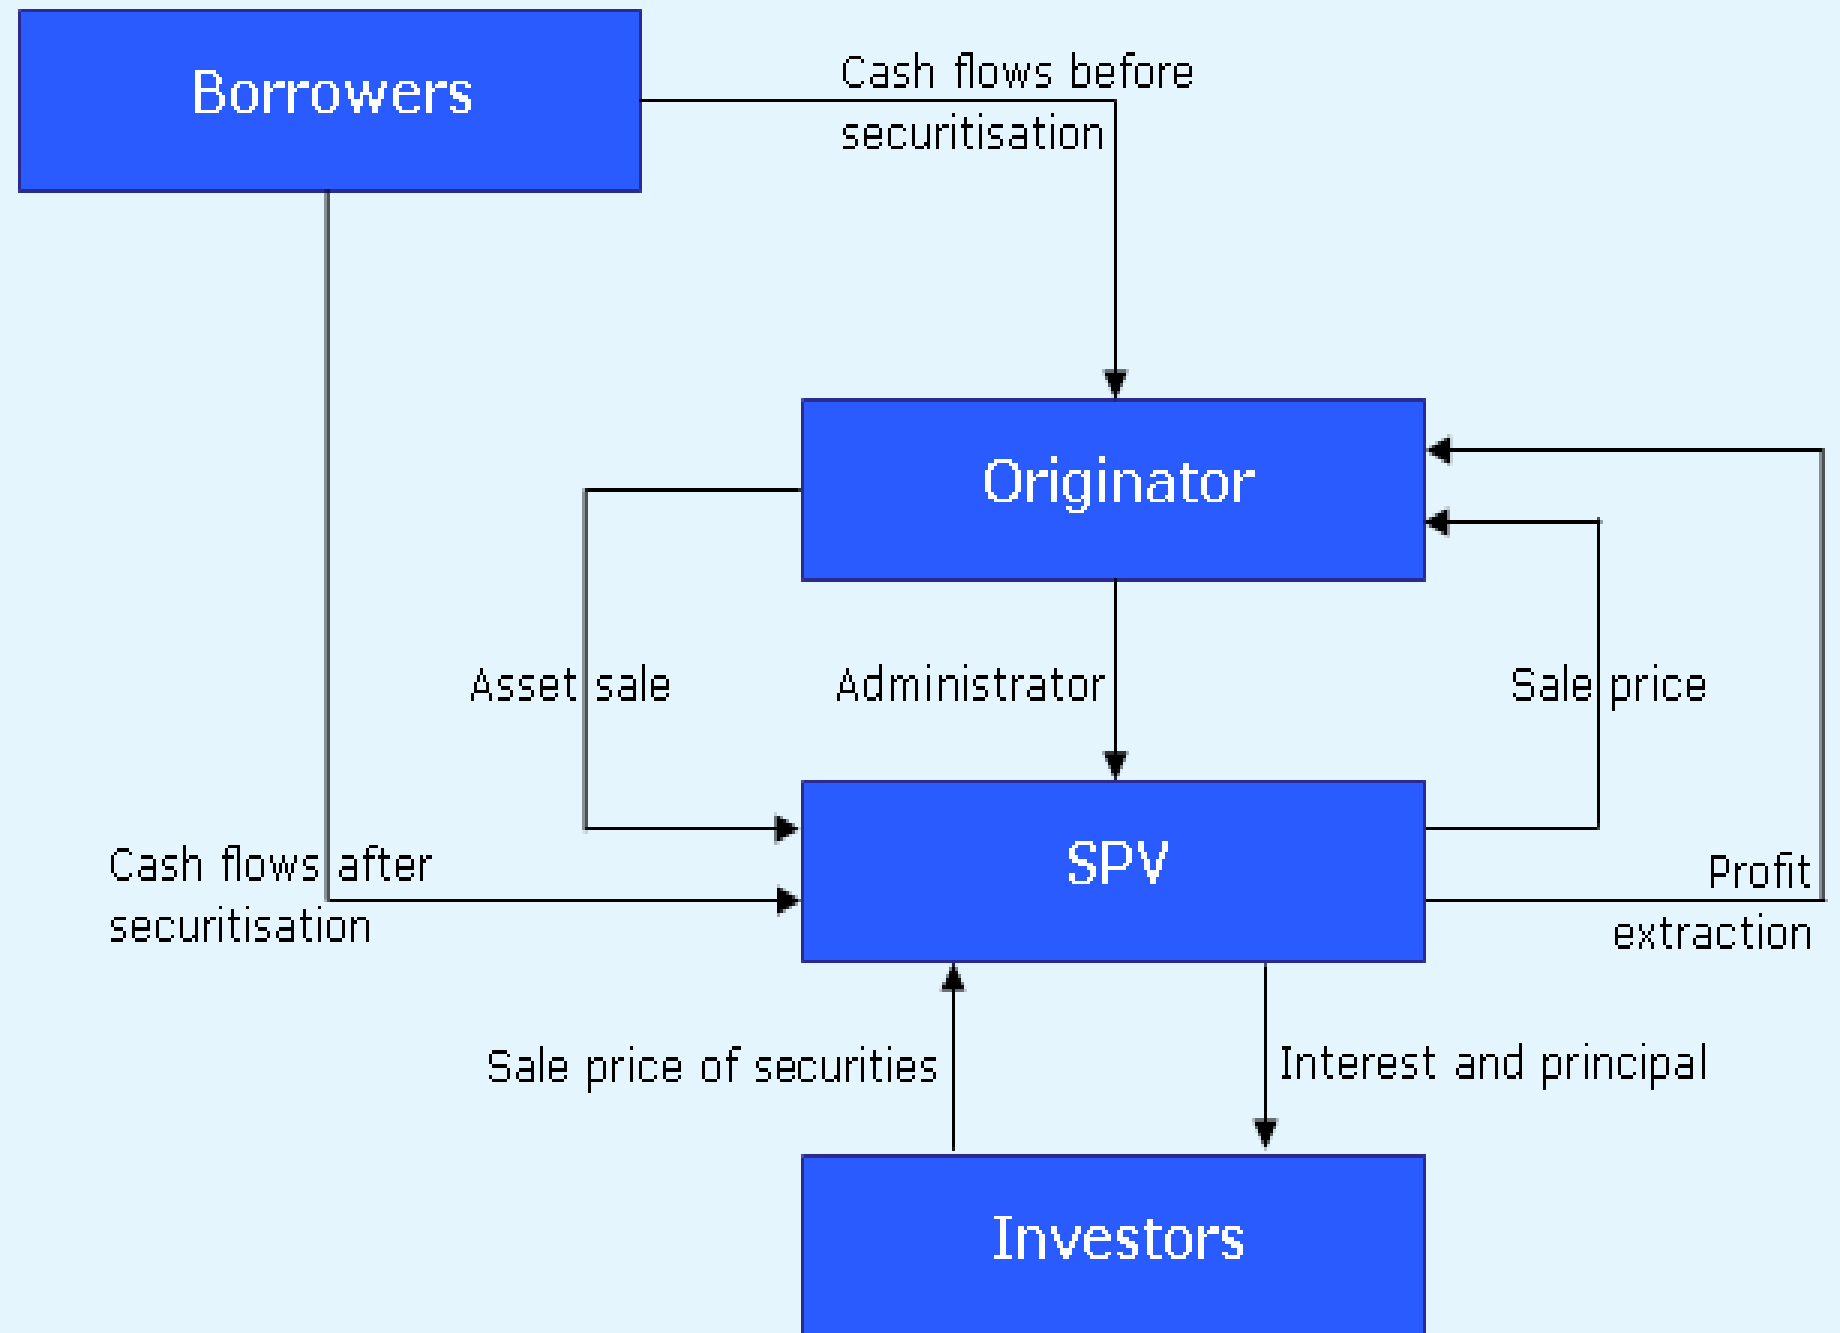 Borrowers
Cash flows before
securitisation
Originator
Asset sale
Administrator
Sale price
SPV
Cash flows after
securitisation
Profit
extraction
Sale price of securities
Interest and principal
Investors